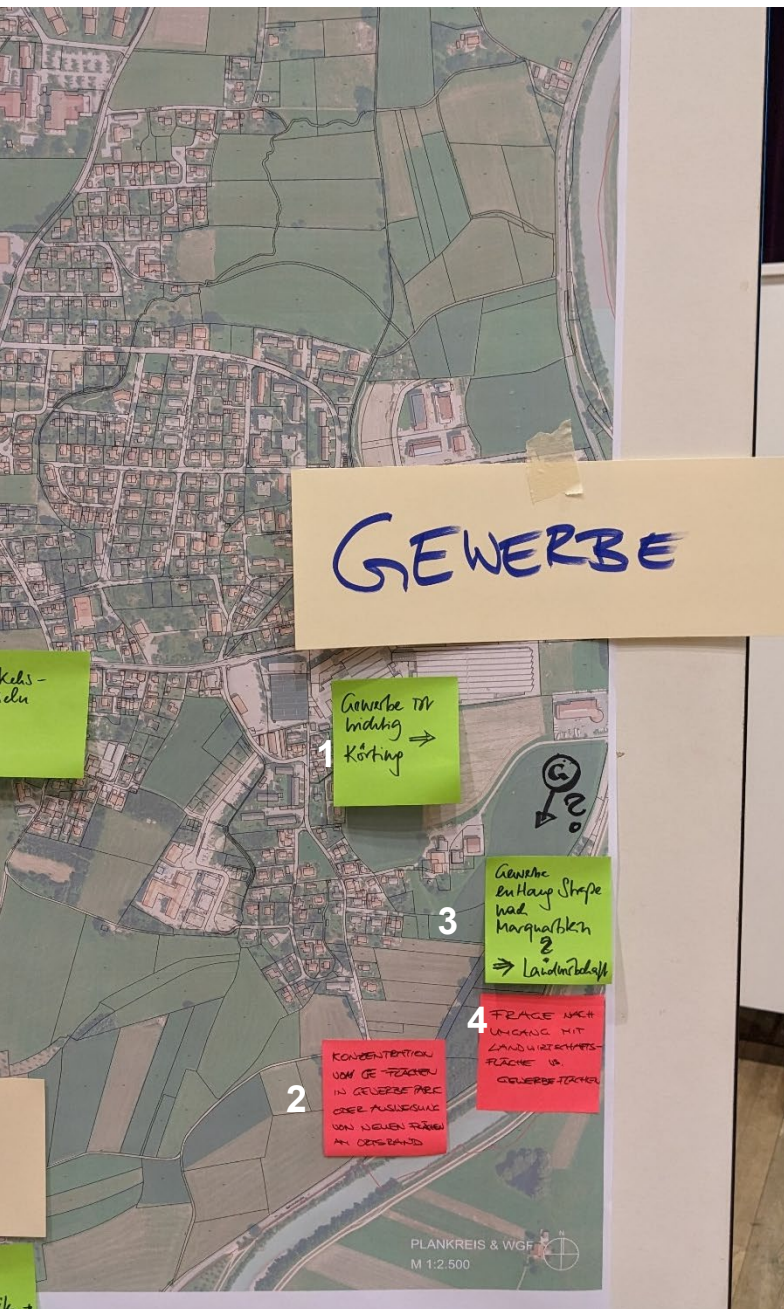 GEWERBE
Gewerbe ist
wichtig ⇒
Körting
1
G
?
Gewerbe
entlang Straße
nach
Marquartstein
?
⇒ Landwirtschaft
3
4
FRAGE NACH
UMGANG MIT
LANDWIRTSCHAFTS-
FLÄCHE VS.
GEWERBEFLÄCHEN
2
KONZENTRATION
VON GE-FLÄCHEN
IN GEWERBEPARK
ODER AUSWEISUNG
VON NEUEN FLÄCHEN
AN ORTSRAND
PLANKREIS & WGF
M 1:2.500
N